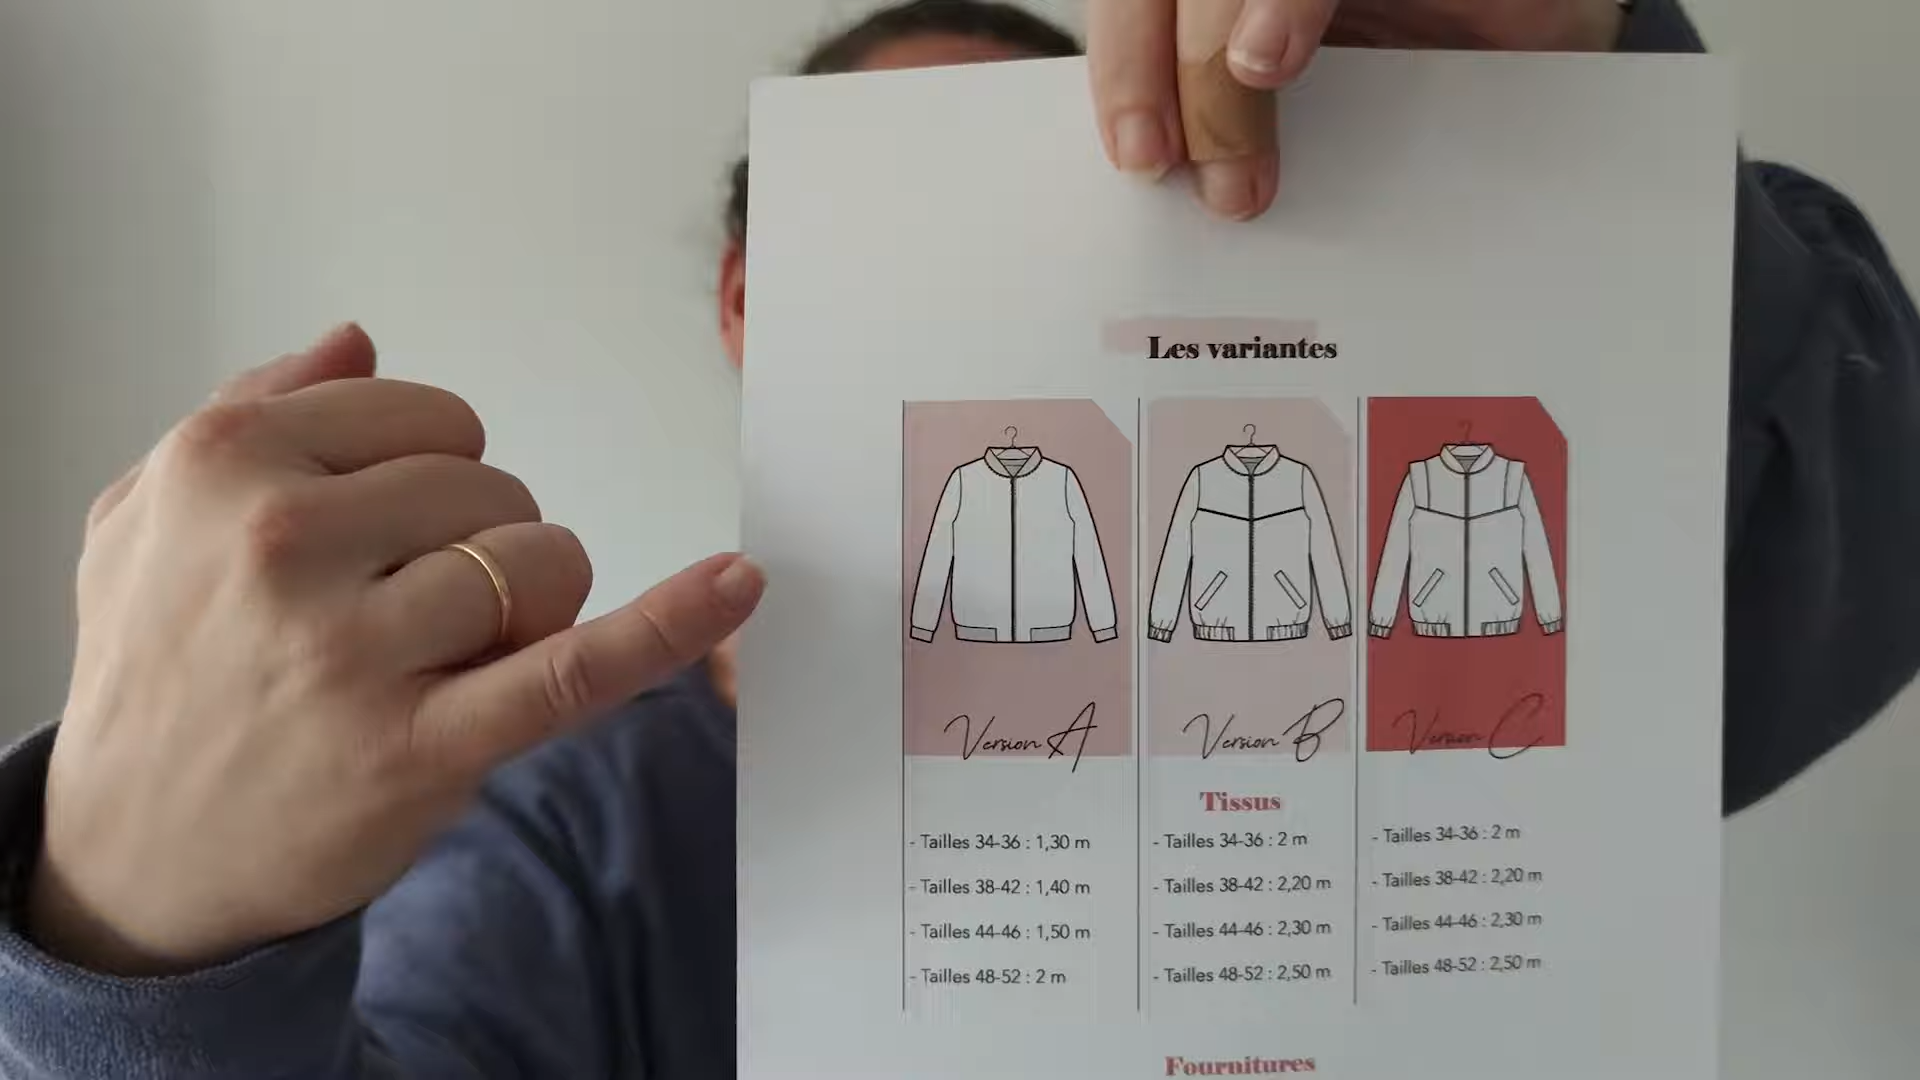 Les variantes
Version A
Version B
Version C
Tissus
- Tailles 34-36 : 1,30 m
- Tailles 38-42 : 1,40 m
- Tailles 44-46 : 1,50 m
- Tailles 48-52 : 2 m
- Tailles 34-36 : 2 m
- Tailles 38-42 : 2,20 m
- Tailles 44-46 : 2,30 m
- Tailles 48-52 : 2,50 m
- Tailles 34-36 : 2 m
- Tailles 38-42 : 2,20 m
- Tailles 44-46 : 2,30 m
- Tailles 48-52 : 2,50 m
Fournitures